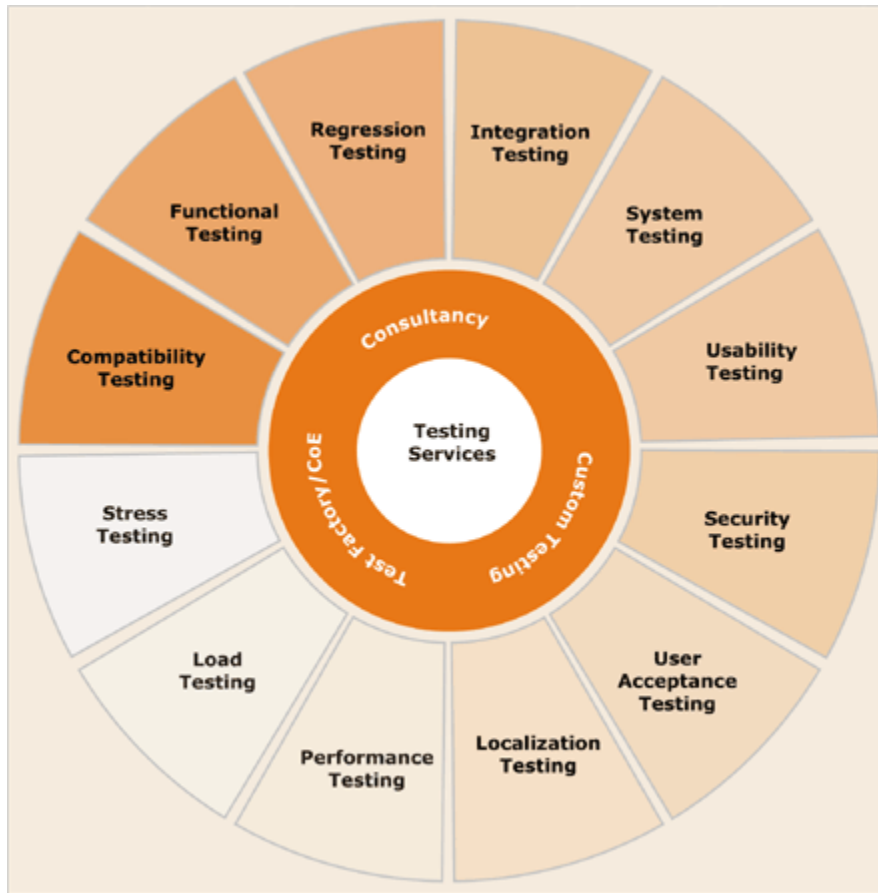 Regression
Testing
Integration
Testing
Functional
Testing
System
Testing
Compatibility
Testing
Usability
Testing
Consultancy
Testing
Services
Test Factory/CoE
Custom Testing
Stress
Testing
Security
Testing
Load
Testing
User
Acceptance
Testing
Performance
Testing
Localization
Testing